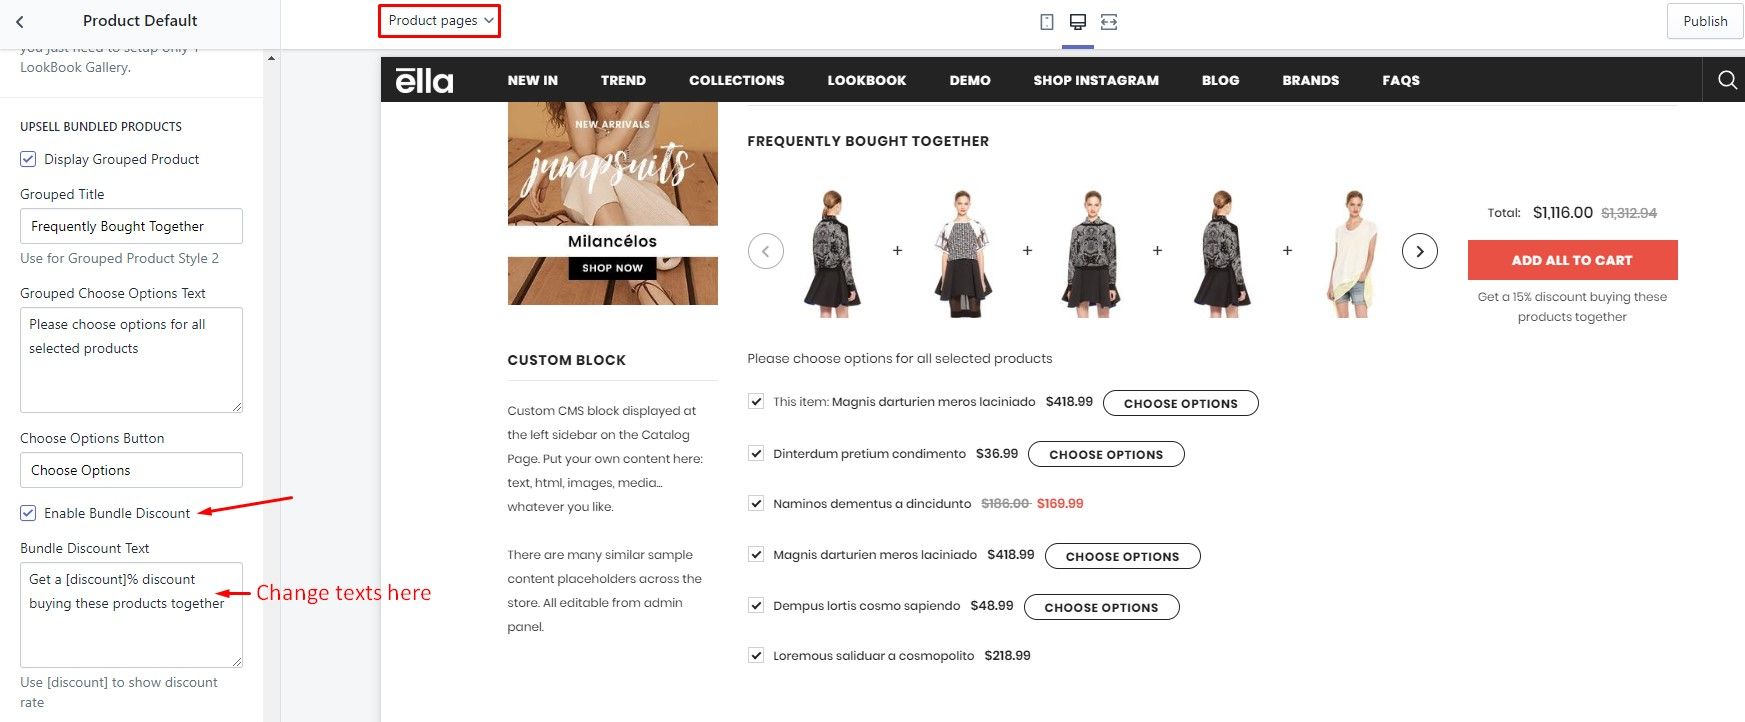 Product Default
Product pages
Publish
you just need to setup only 1
LookBook Gallery.
UPSELL BUNDLED PRODUCTS
Display Grouped Product
Grouped Title
Frequently Bought Together
Use for Grouped Product Style 2
Grouped Choose Options Text
Please choose options for all
selected products
Choose Options Button
Choose Options
Enable Bundle Discount
Bundle Discount Text
Get a [discount]% discount
buying these products together
Change texts here
Use [discount] to show discount
rate
ella
NEW IN TREND COLLECTIONS LOOKBOOK DEMO SHOP INSTAGRAM BLOG BRANDS FAQS
NEW ARRIVALS
jumpsuits
Milancélos
SHOP NOW
CUSTOM BLOCK
Custom CMS block displayed at
the left sidebar on the Catalog
Page. Put your own content here:
text, html, images, media...
whatever you like.
There are many similar sample
content placeholders across the
store. All editable from admin
panel.
FREQUENTLY BOUGHT TOGETHER
+ + + +
Total: $1,116.00 $1,312.94
ADD ALL TO CART
Get a 15% discount buying these
products together
Please choose options for all selected products
This item: Magnis darturien meros laciniado $418.99 CHOOSE OPTIONS
Dinterdum pretium condimento $36.99 CHOOSE OPTIONS
Naminos dementus a dincidunto $186.00 $169.99
Magnis darturien meros laciniado $418.99 CHOOSE OPTIONS
Dempus lortis cosmo sapiendo $48.99 CHOOSE OPTIONS
Loremous saliduar a cosmopolito $218.99